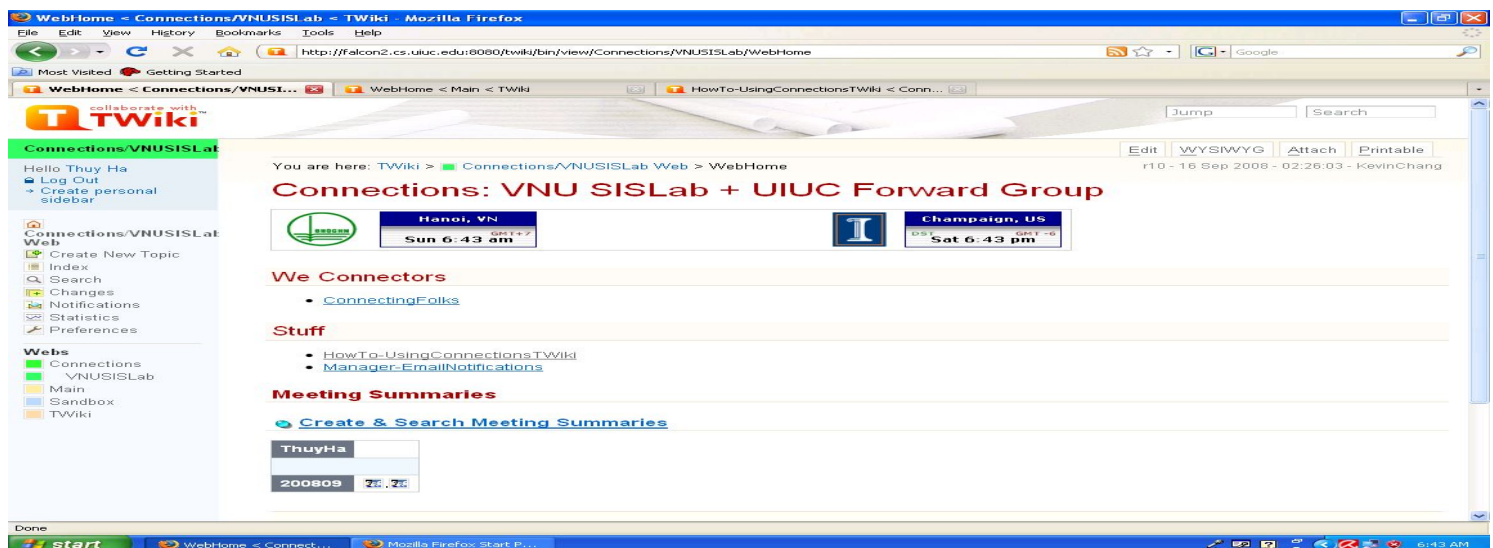 WebHome < Connections/VNUSISLab < TWiki - Mozilla Firefox
File Edit View History Bookmarks Tools Help
http://falcon2.cs.uiuc.edu:8080/twiki/bin/view/Connections/VNUSISLab/WebHome
Google
Most Visited Getting Started
WebHome < Connections/VNUSI... WebHome < Main < TWiki HowTo-UsingConnectionsTWiki < Conn...
collaborate with
TWiki™
Jump Search
Connections/VNUSISLab
Edit WYSIWYG Attach Printable
Hello Thuy Ha
Log Out
Create personal
sidebar
You are here: TWiki > Connections/VNUSISLab Web > WebHome
r10 - 16 Sep 2008 - 02:26:03 - KevinChang
Connections: VNU SISLab + UIUC Forward Group
Hanoi, VN
GMT+7
Sun 6:43 am
I
Champaign, US
DST GMT -6
Sat 6:43 pm
Connections/VNUSISLab
Web
Create New Topic
Index
Search
Changes
Notifications
Statistics
Preferences
Webs
Connections
VNUSISLab
Main
Sandbox
TWiki
We Connectors
ConnectingFolks
Stuff
HowTo-UsingConnectionsTWiki
Manager-EmailNotifications
Meeting Summaries
Create & Search Meeting Summaries
ThuyHa
200809
Done
start WebHome < Connect... Mozilla Firefox Start P... 6:43 AM